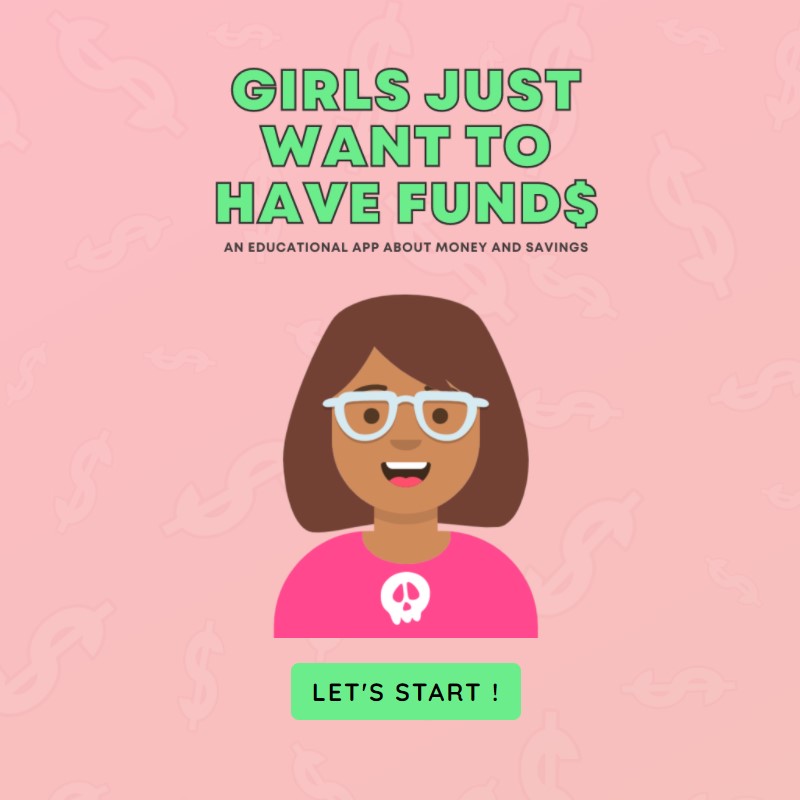 GIRLS JUST
WANT TO
HAVE FUND$
AN EDUCATIONAL APP ABOUT MONEY AND SAVINGS
LET'S START !